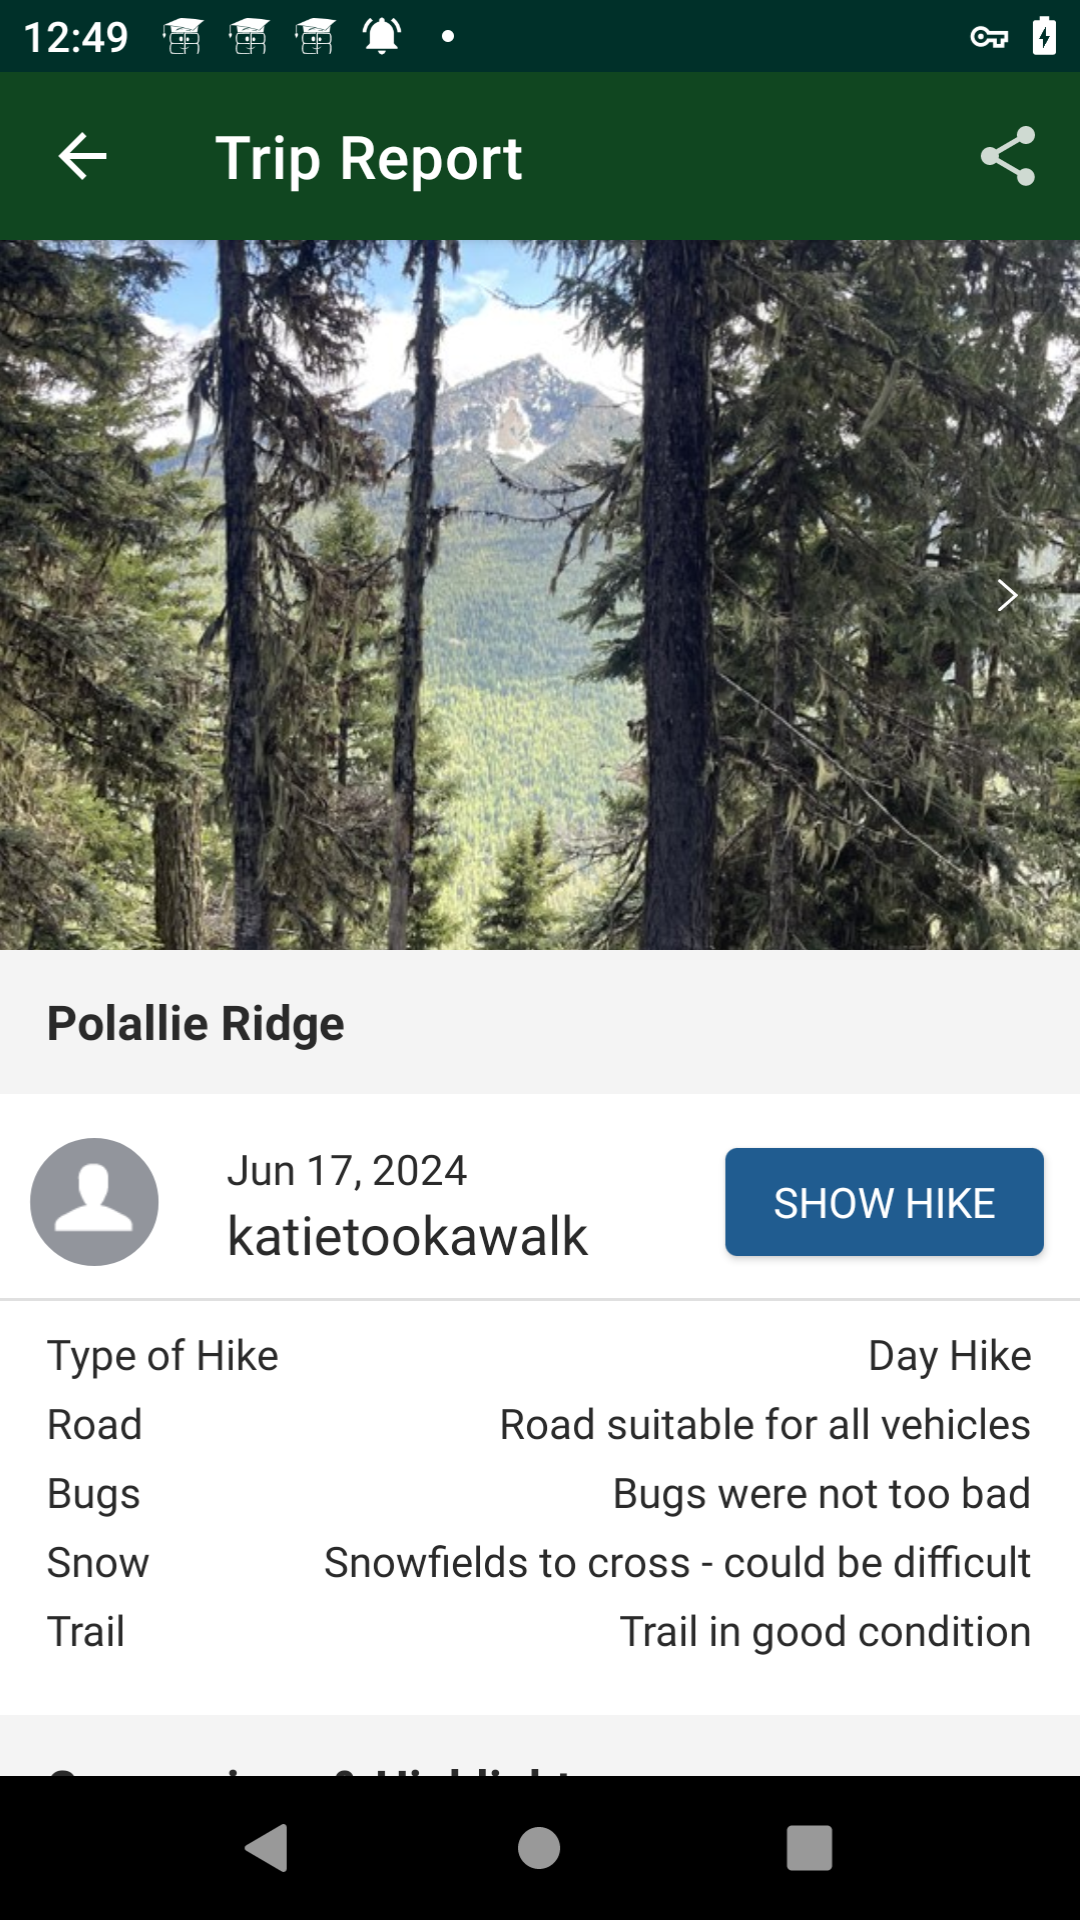 12:49
Trip Report
Polallie Ridge
Jun 17, 2024
katietookawalk
SHOW HIKE
Type of Hike Day Hike
Road Road suitable for all vehicles
Bugs Bugs were not too bad
Snow Snowfields to cross - could be difficult
Trail Trail in good condition